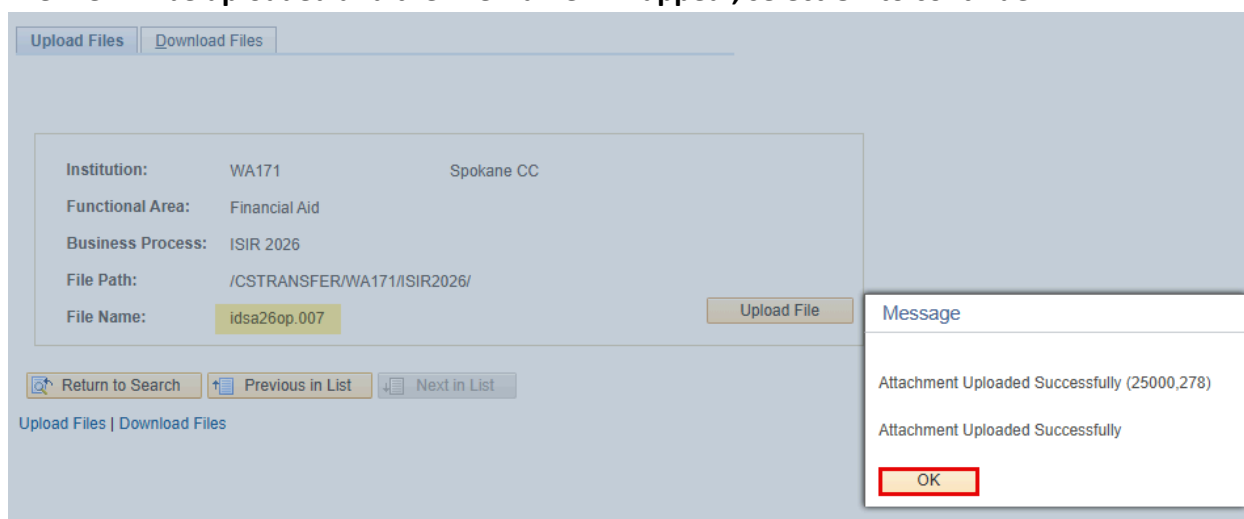 Upload Files Download Files
Institution: WA171 Spokane CC
Functional Area: Financial Aid
Business Process: ISIR 2026
File Path: /CSTRANSFER/WA171/ISIR2026/
File Name: idsa26op.007 Upload File
Message
Attachment Uploaded Successfully (25000,278)
Attachment Uploaded Successfully
OK
Return to Search Previous in List Next in List
Upload Files | Download Files